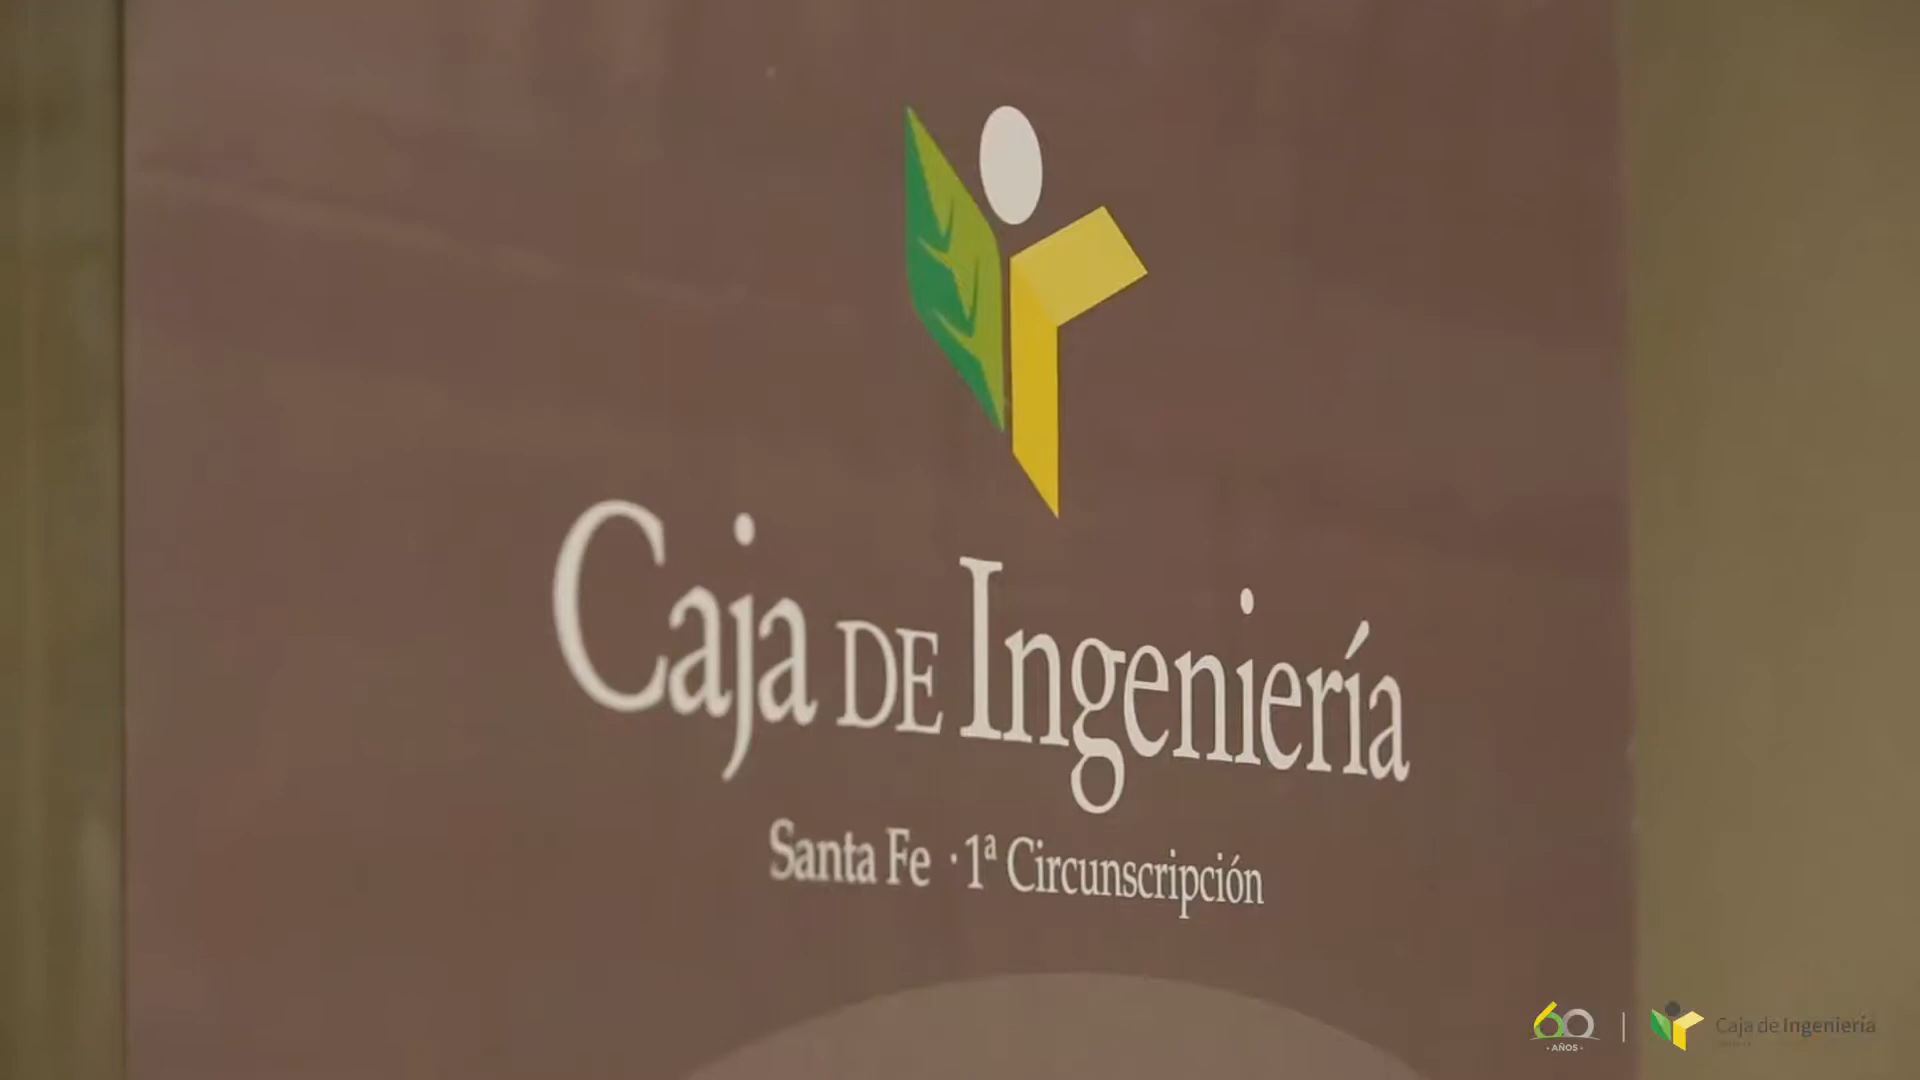 Caja DE Ingeniería
Santa Fe · 1ª Circunscripción
60
· AÑOS ·
Caja de Ingeniería